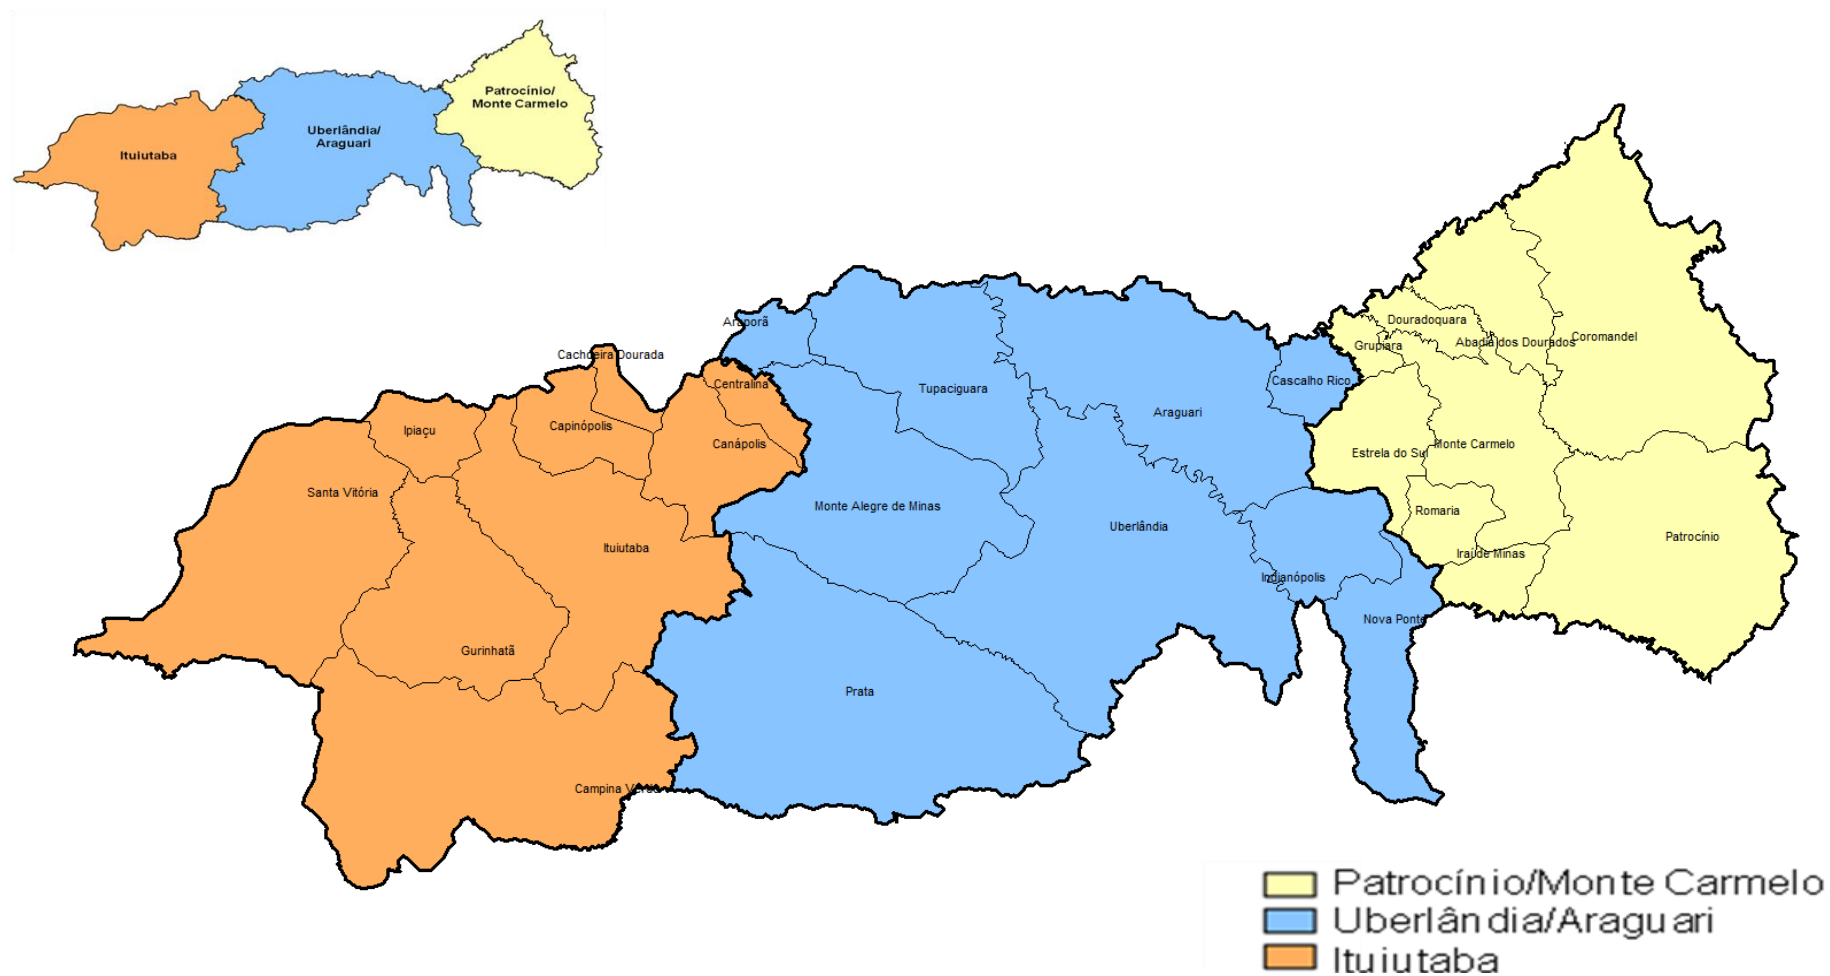 Patrocínio/
Monte Carmelo
Uberlândia/
Araguari
Ituiutaba
Araporã
Douradoquara
Coromandel
Grupiara
Abadia dos Dourados
Cachoeira Dourada
Centralina
Tupaciguara
Cascalho Rico
Araguari
Ipiaçu
Capinópolis
Canápolis
Monte Carmelo
Estrela do Sul
Santa Vitória
Monte Alegre de Minas
Romaria
Uberlândia
Patrocínio
Ituiutaba
Iraí de Minas
Indianópolis
Nova Ponte
Gurinhatã
Prata
Campina Verde
Patrocínio/Monte Carmelo
Uberlândia/Araguari
Ituiutaba